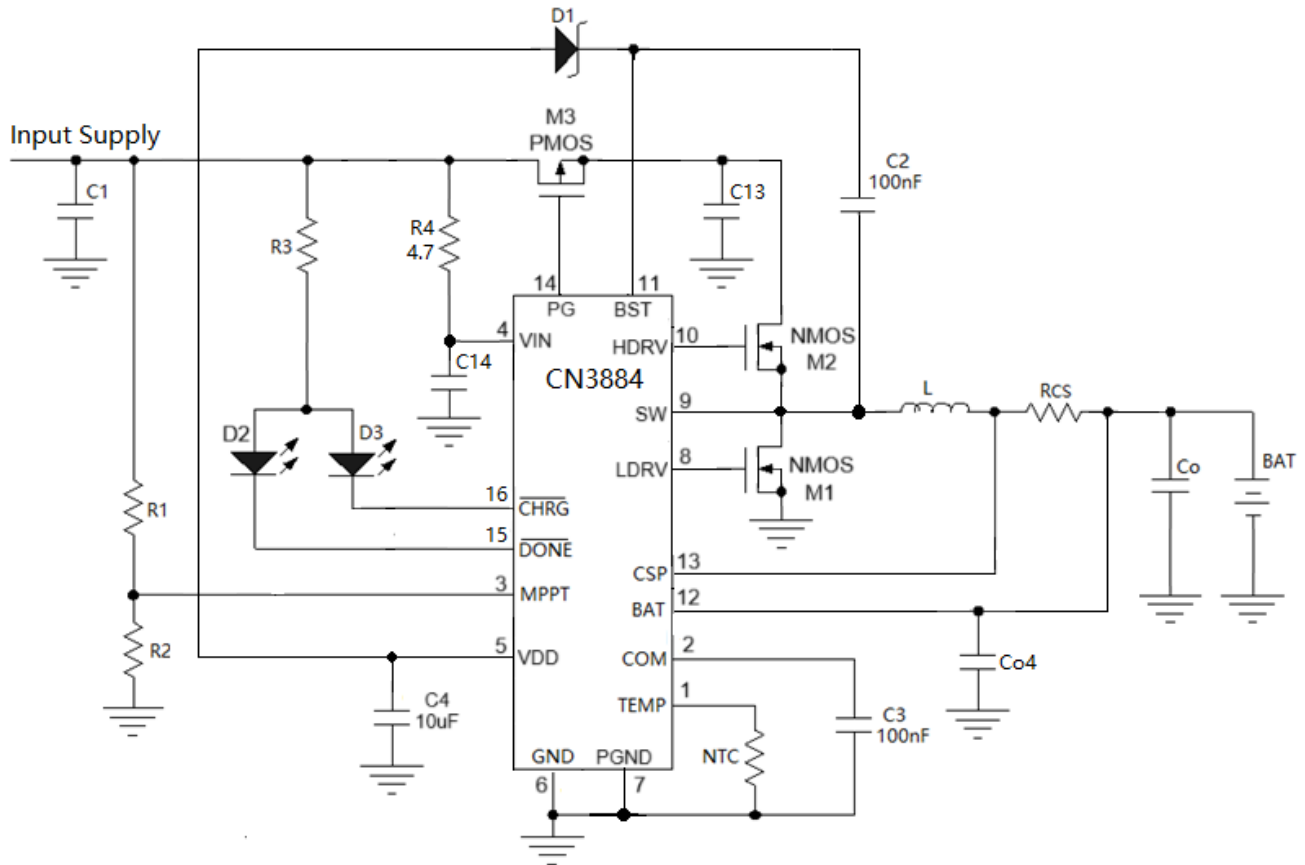 D1
M3
PMOS
Input Supply
C1
C13
C2
100nF
R3
R4
4.7
14
11
PG
BST
4
VIN
10
HDRV
NMOS
M2
C14
CN3884
L
RCS
9
SW
D2
D3
8
LDRV
NMOS
M1
Co
BAT
R1
16
CHRG
15
DONE
13
CSP
3
MPPT
12
BAT
R2
5
VDD
2
COM
Co4
1
TEMP
C4
10uF
C3
100nF
NTC
GND
PGND
6
7